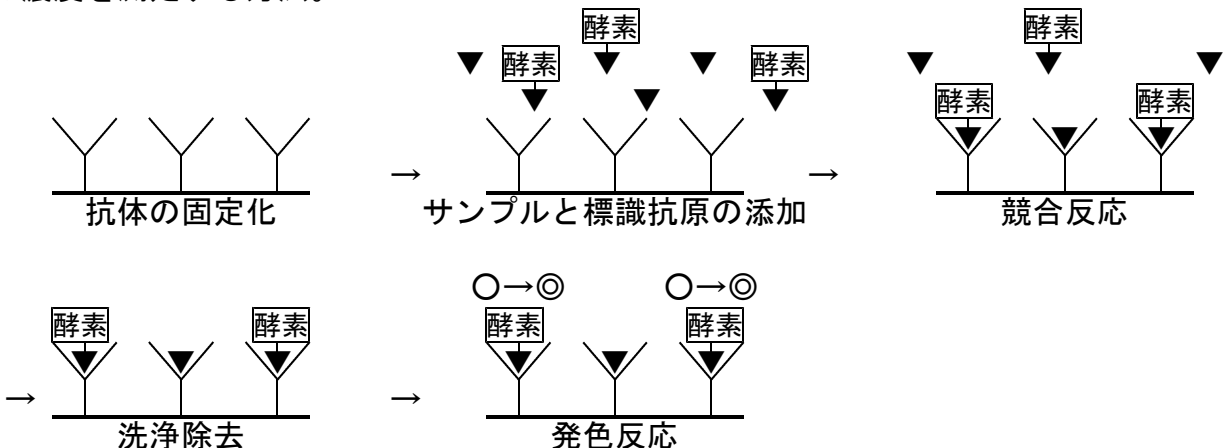 酵素
酵素 酵素
酵素
酵素 酵素
→ →
抗体の固定化 サンプルと標識抗原の添加 競合反応
○→◎ ○→◎
酵素 酵素 酵素 酵素
→ →
洗浄除去 発色反応